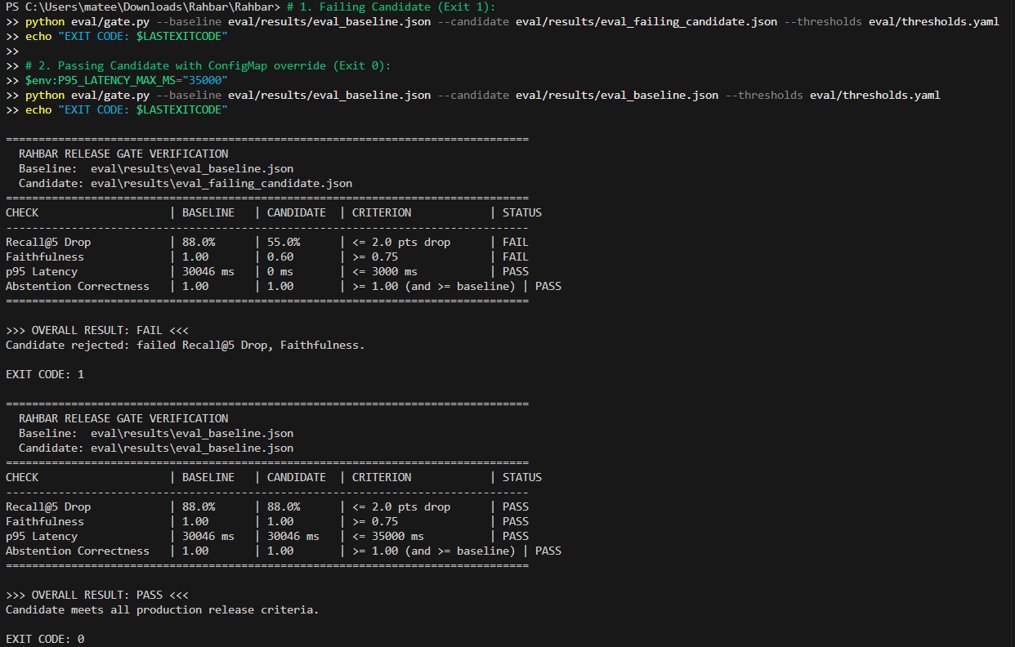 PS C:\Users\matee\Downloads\Rahbar\Rahbar> # 1. Failing Candidate (Exit 1):
>> python eval/gate.py --baseline eval/results/eval_baseline.json --candidate eval/results/eval_failing_candidate.json --thresholds eval/thresholds.yaml
>> echo "EXIT CODE: $LASTEXITCODE"
>>
>> # 2. Passing Candidate with ConfigMap override (Exit 0):
>> $env:P95_LATENCY_MAX_MS="35000"
>> python eval/gate.py --baseline eval/results/eval_baseline.json --candidate eval/results/eval_baseline.json --thresholds eval/thresholds.yaml
>> echo "EXIT CODE: $LASTEXITCODE"

================================================================================
  RAHBAR RELEASE GATE VERIFICATION
  Baseline:  eval\results\eval_baseline.json
  Candidate: eval\results\eval_failing_candidate.json
================================================================================
CHECK                    | BASELINE   | CANDIDATE  | CRITERION            | STATUS
--------------------------------------------------------------------------------
Recall@5 Drop            | 88.0%      | 55.0%      | <= 2.0 pts drop      | FAIL
Faithfulness             | 1.00       | 0.60       | >= 0.75              | FAIL
p95 Latency              | 30046 ms   | 0 ms       | <= 3000 ms           | PASS
Abstention Correctness   | 1.00       | 1.00       | >= 1.00 (and >= baseline) | PASS
================================================================================

>>> OVERALL RESULT: FAIL <<<
Candidate rejected: failed Recall@5 Drop, Faithfulness.

EXIT CODE: 1

================================================================================
  RAHBAR RELEASE GATE VERIFICATION
  Baseline:  eval\results\eval_baseline.json
  Candidate: eval\results\eval_baseline.json
================================================================================
CHECK                    | BASELINE   | CANDIDATE  | CRITERION            | STATUS
--------------------------------------------------------------------------------
Recall@5 Drop            | 88.0%      | 88.0%      | <= 2.0 pts drop      | PASS
Faithfulness             | 1.00       | 1.00       | >= 0.75              | PASS
p95 Latency              | 30046 ms   | 30046 ms   | <= 35000 ms          | PASS
Abstention Correctness   | 1.00       | 1.00       | >= 1.00 (and >= baseline) | PASS
================================================================================

>>> OVERALL RESULT: PASS <<<
Candidate meets all production release criteria.

EXIT CODE: 0